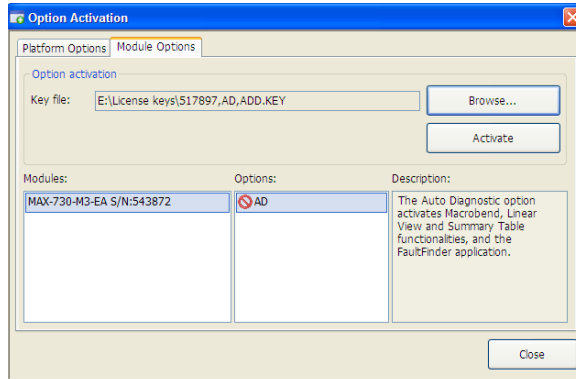 Option Activation
Platform Options
Module Options
Option activation
Key file:
E:\License keys\517897,AD,ADD.KEY
Browse...
Activate
Modules:
Options:
Description:
MAX-730-M3-EA S/N:543872
AD
The Auto Diagnostic option
activates Macrobend, Linear
View and Summary Table
functionalities, and the
FaultFinder application.
Close